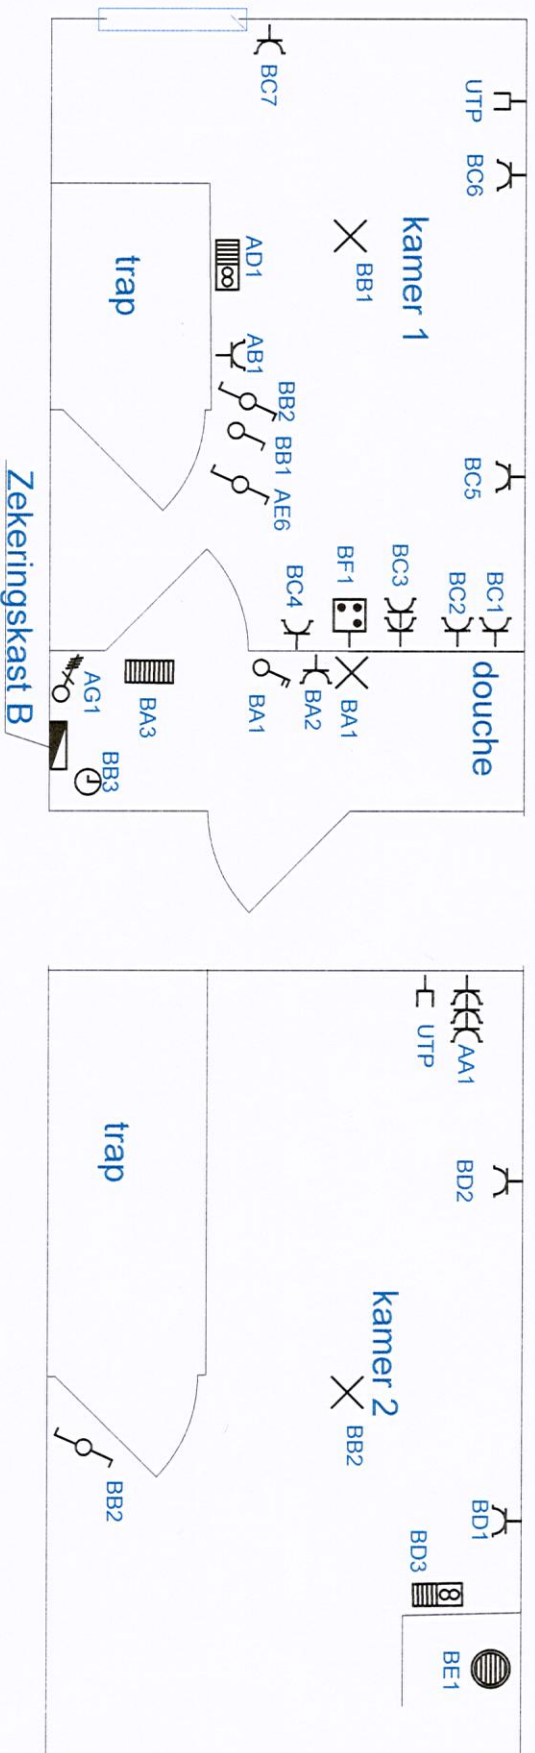 BC7
UTP
BC6
kamer 1
BB1
AD1
trap
AB1
BB2
BB1
AE6
BC5
BC1
BC2
BC3
BF1
BC4
douche
BA1
BA2
BA1
BA3
AG1
BB3
Zekeringskast B
AA1
UTP
BD2
trap
kamer 2
BB2
BB2
BD1
BD3
BE1